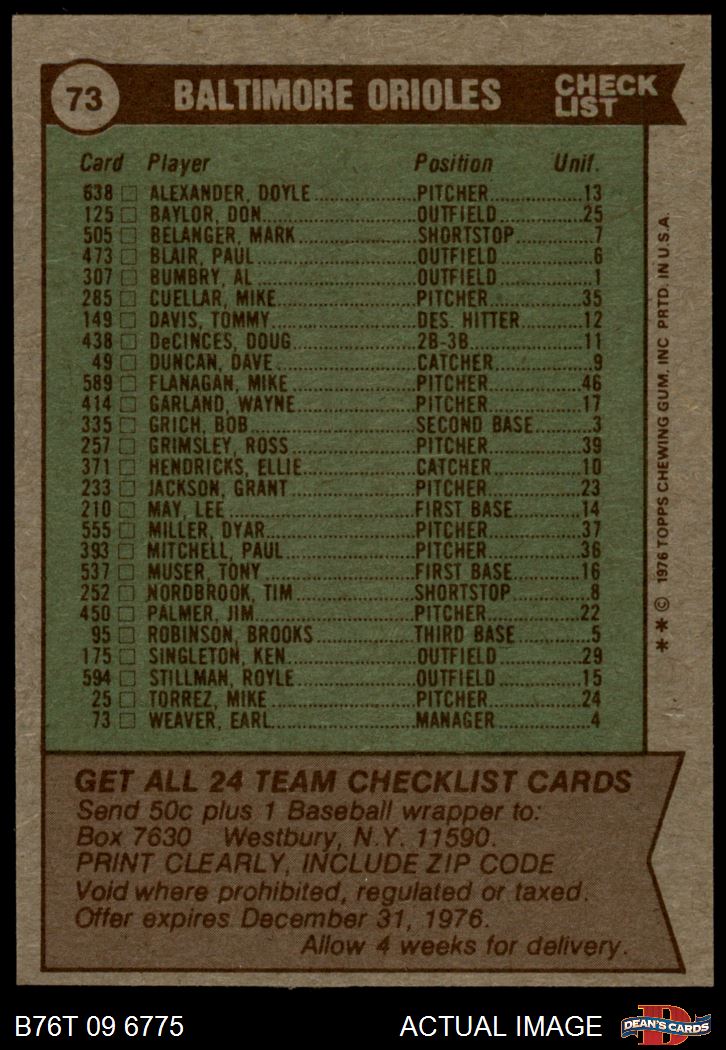 73 BALTIMORE ORIOLES CHECK LIST
Card Player Position Unif.
638 ALEXANDER, DOYLE PITCHER 13
125 BAYLOR, DON OUTFIELD 25
505 BELANGER, MARK SHORTSTOP 7
473 BLAIR, PAUL OUTFIELD 6
307 BUMBRY, AL OUTFIELD 1
285 CUELLAR, MIKE PITCHER 35
149 DAVIS, TOMMY DES. HITTER 12
438 DeCINCES, DOUG 2B-3B 11
49 DUNCAN, DAVE CATCHER 9
589 FLANAGAN, MIKE PITCHER 46
414 GARLAND, WAYNE PITCHER 17
335 GRICH, BOB SECOND BASE 3
257 GRIMSLEY, ROSS PITCHER 39
371 HENDRICKS, ELLIE CATCHER 10
233 JACKSON, GRANT PITCHER 23
210 MAY, LEE FIRST BASE 14
555 MILLER, DYAR PITCHER 37
393 MITCHELL, PAUL PITCHER 36
537 MUSER, TONY FIRST BASE 16
252 NORDBROOK, TIM SHORTSTOP 8
450 PALMER, JIM PITCHER 22
95 ROBINSON, BROOKS THIRD BASE 5
175 SINGLETON, KEN OUTFIELD 29
594 STILLMAN, ROYLE OUTFIELD 15
25 TORREZ, MIKE PITCHER 24
73 WEAVER, EARL MANAGER 4
** © 1976 TOPPS CHEWING GUM, INC PRTD. IN U.S.A.
GET ALL 24 TEAM CHECKLIST CARDS
Send 50c plus 1 Baseball wrapper to:
Box 7630 Westbury, N.Y. 11590.
PRINT CLEARLY, INCLUDE ZIP CODE
Void where prohibited, regulated or taxed.
Offer expires December 31, 1976.
Allow 4 weeks for delivery.
B76T 09 6775 ACTUAL IMAGE
D
DEAN'S CARDS